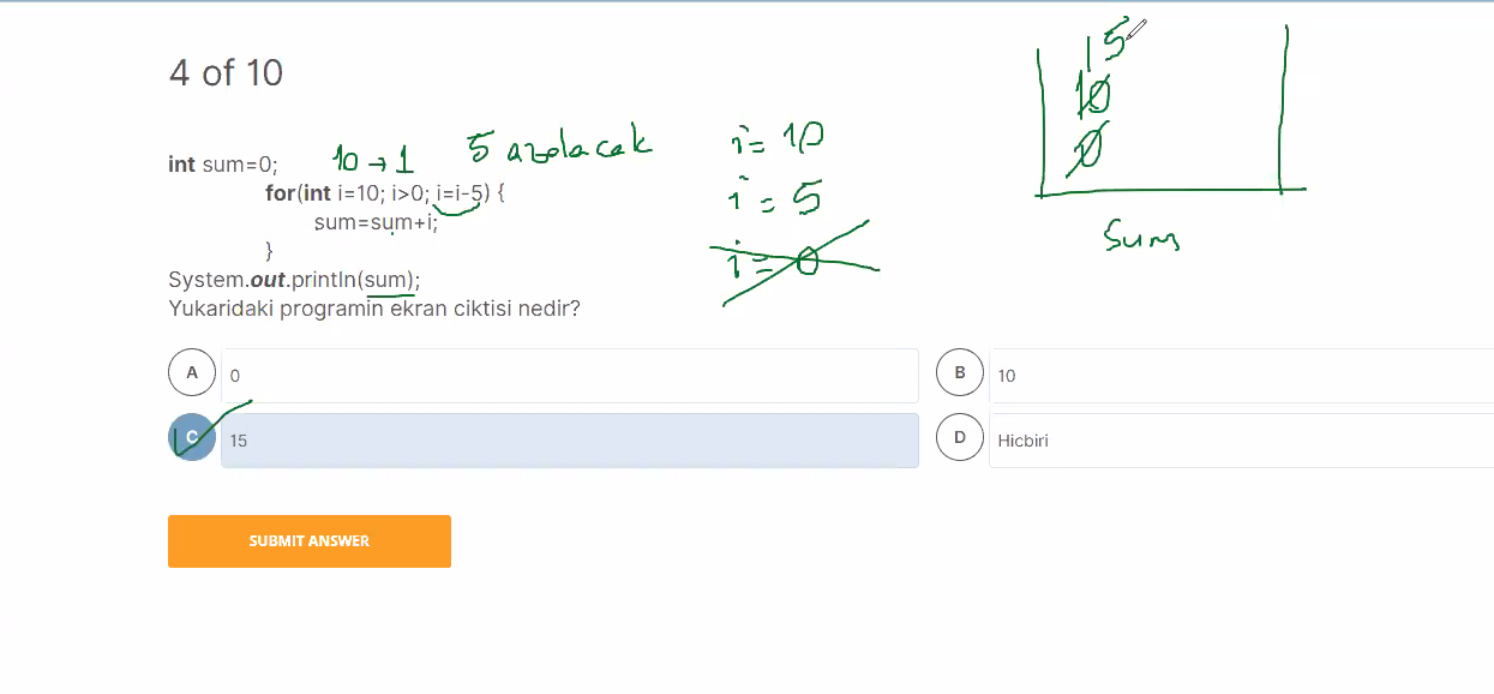 4 of 10
int sum=0;
10 → 1
5 azalacak
for(int i=10; i>0; i=i-5) {
sum=sum+i;
}
System.out.println(sum);
Yukaridaki programin ekran ciktisi nedir?
i= 10
i = 5
i = 0
15
10
0
Sum
A 0
B 10
C 15
D Hicbiri
SUBMIT ANSWER